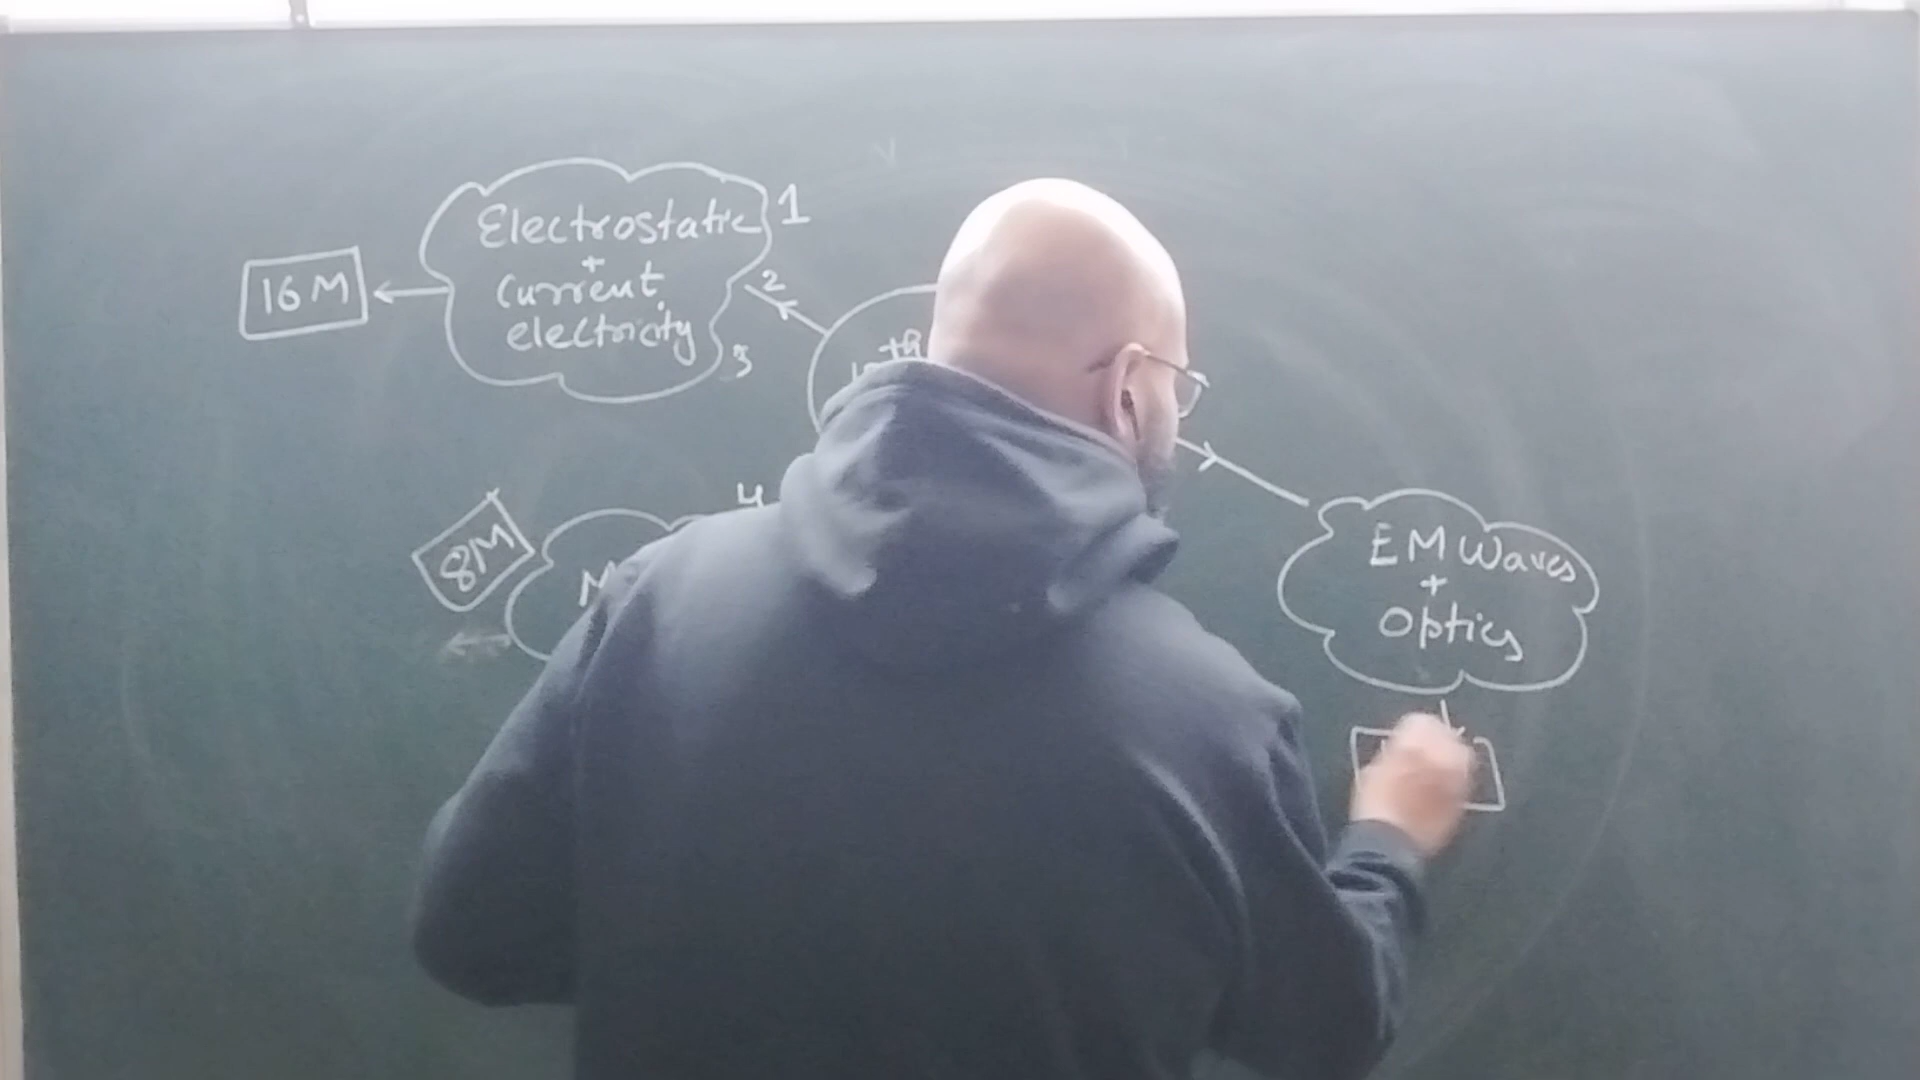 Electrostatic 1
+
Current
electricity
2
3
16 M
4
8M
EM Waves
+
Optics